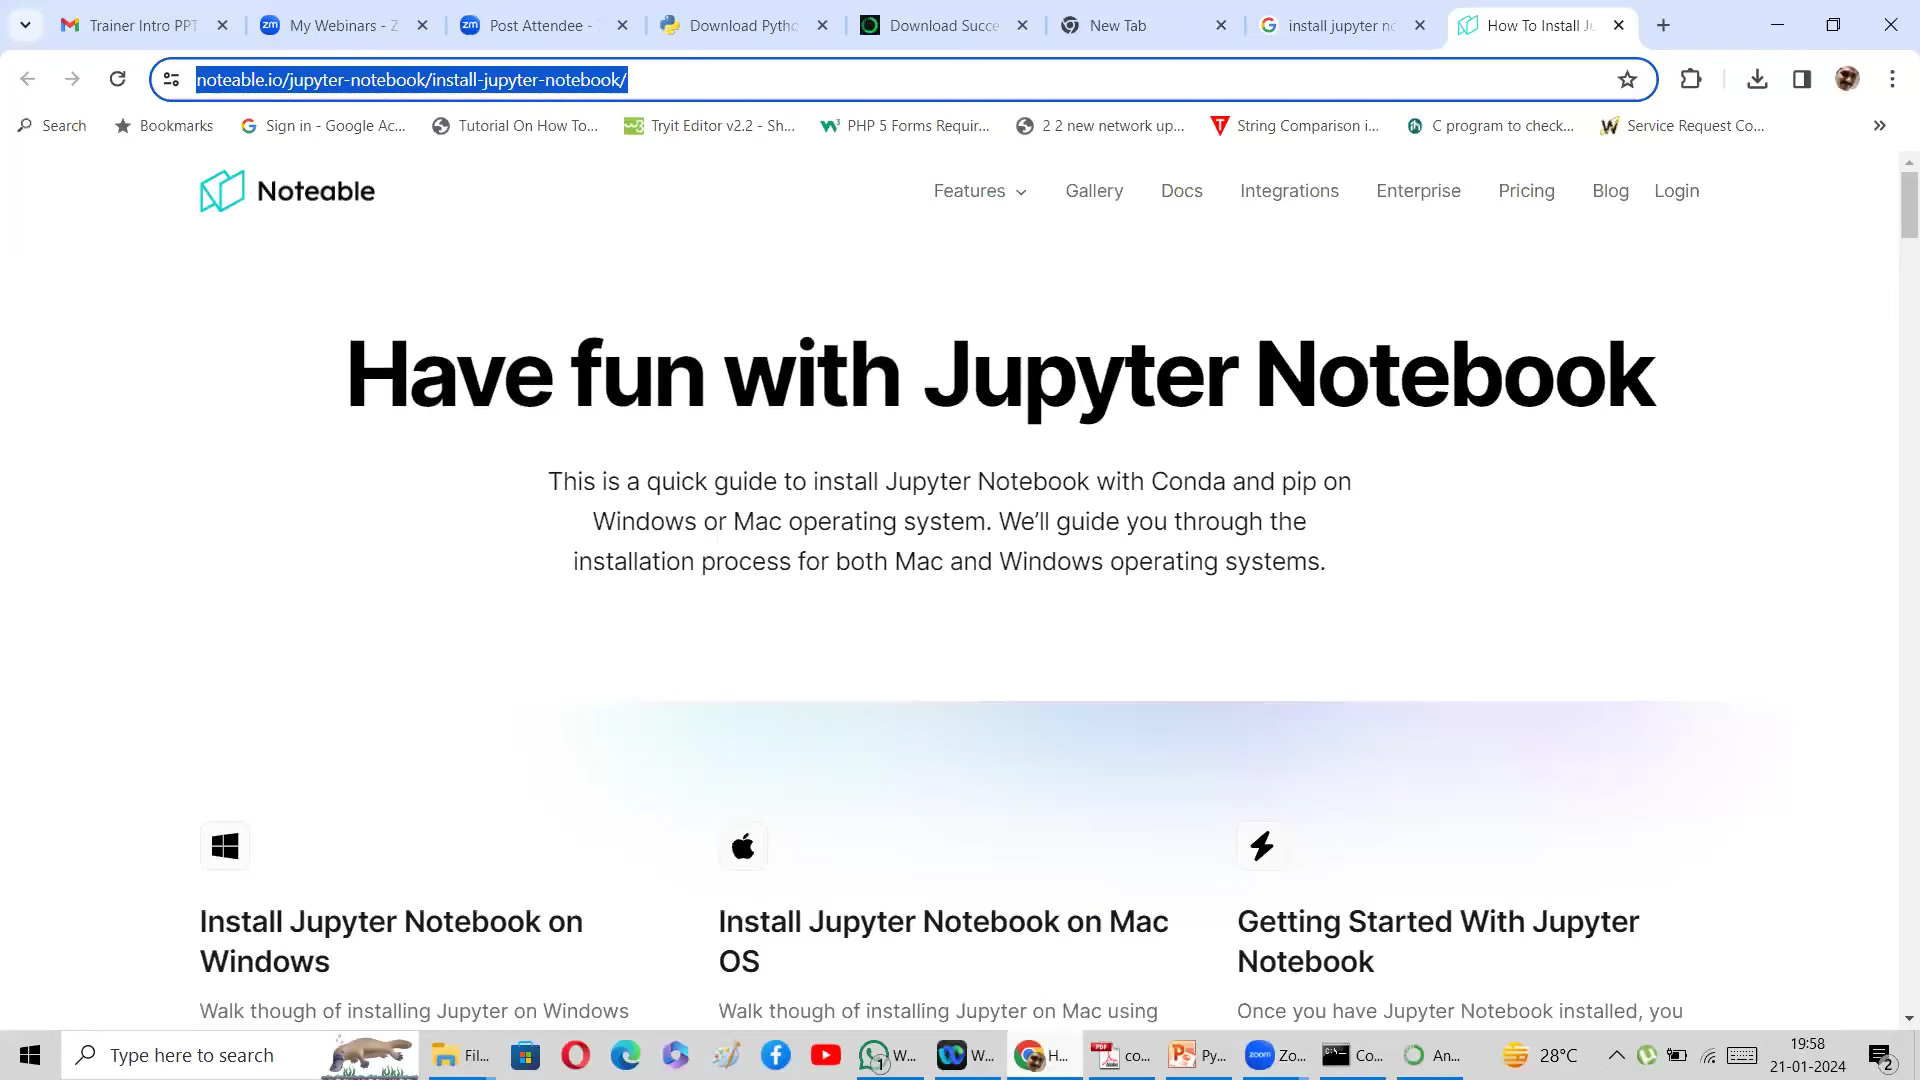 Trainer Intro PPT
My Webinars - Z
Post Attendee -
Download Pytho
Download Succe
New Tab
install jupyter no
How To Install Ju
noteable.io/jupyter-notebook/install-jupyter-notebook/
Search
Bookmarks
Sign in - Google Ac...
Tutorial On How To...
Tryit Editor v2.2 - Sh...
PHP 5 Forms Requir...
2 2 new network up...
String Comparison i...
C program to check...
Service Request Co...
Noteable
Features
Gallery
Docs
Integrations
Enterprise
Pricing
Blog
Login
Have fun with Jupyter Notebook
This is a quick guide to install Jupyter Notebook with Conda and pip on
Windows or Mac operating system. We’ll guide you through the
installation process for both Mac and Windows operating systems.
Install Jupyter Notebook on
Windows
Walk though of installing Jupyter on Windows
Install Jupyter Notebook on Mac
OS
Walk though of installing Jupyter on Mac using
Getting Started With Jupyter
Notebook
Once you have Jupyter Notebook installed, you
Type here to search
Fil...
W...
W...
H...
co...
Py...
Zo...
Co...
An...
28°C
19:58
21-01-2024
2